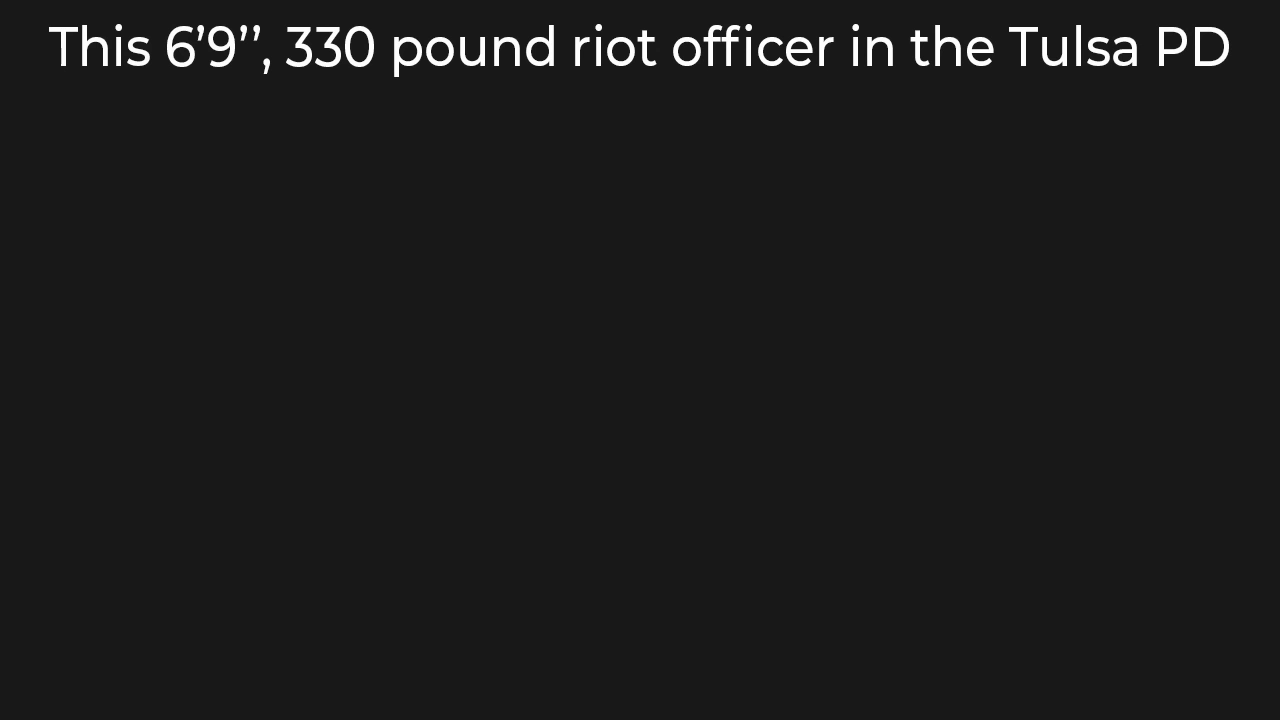 This 6’9’’, 330 pound riot officer in the Tulsa PD